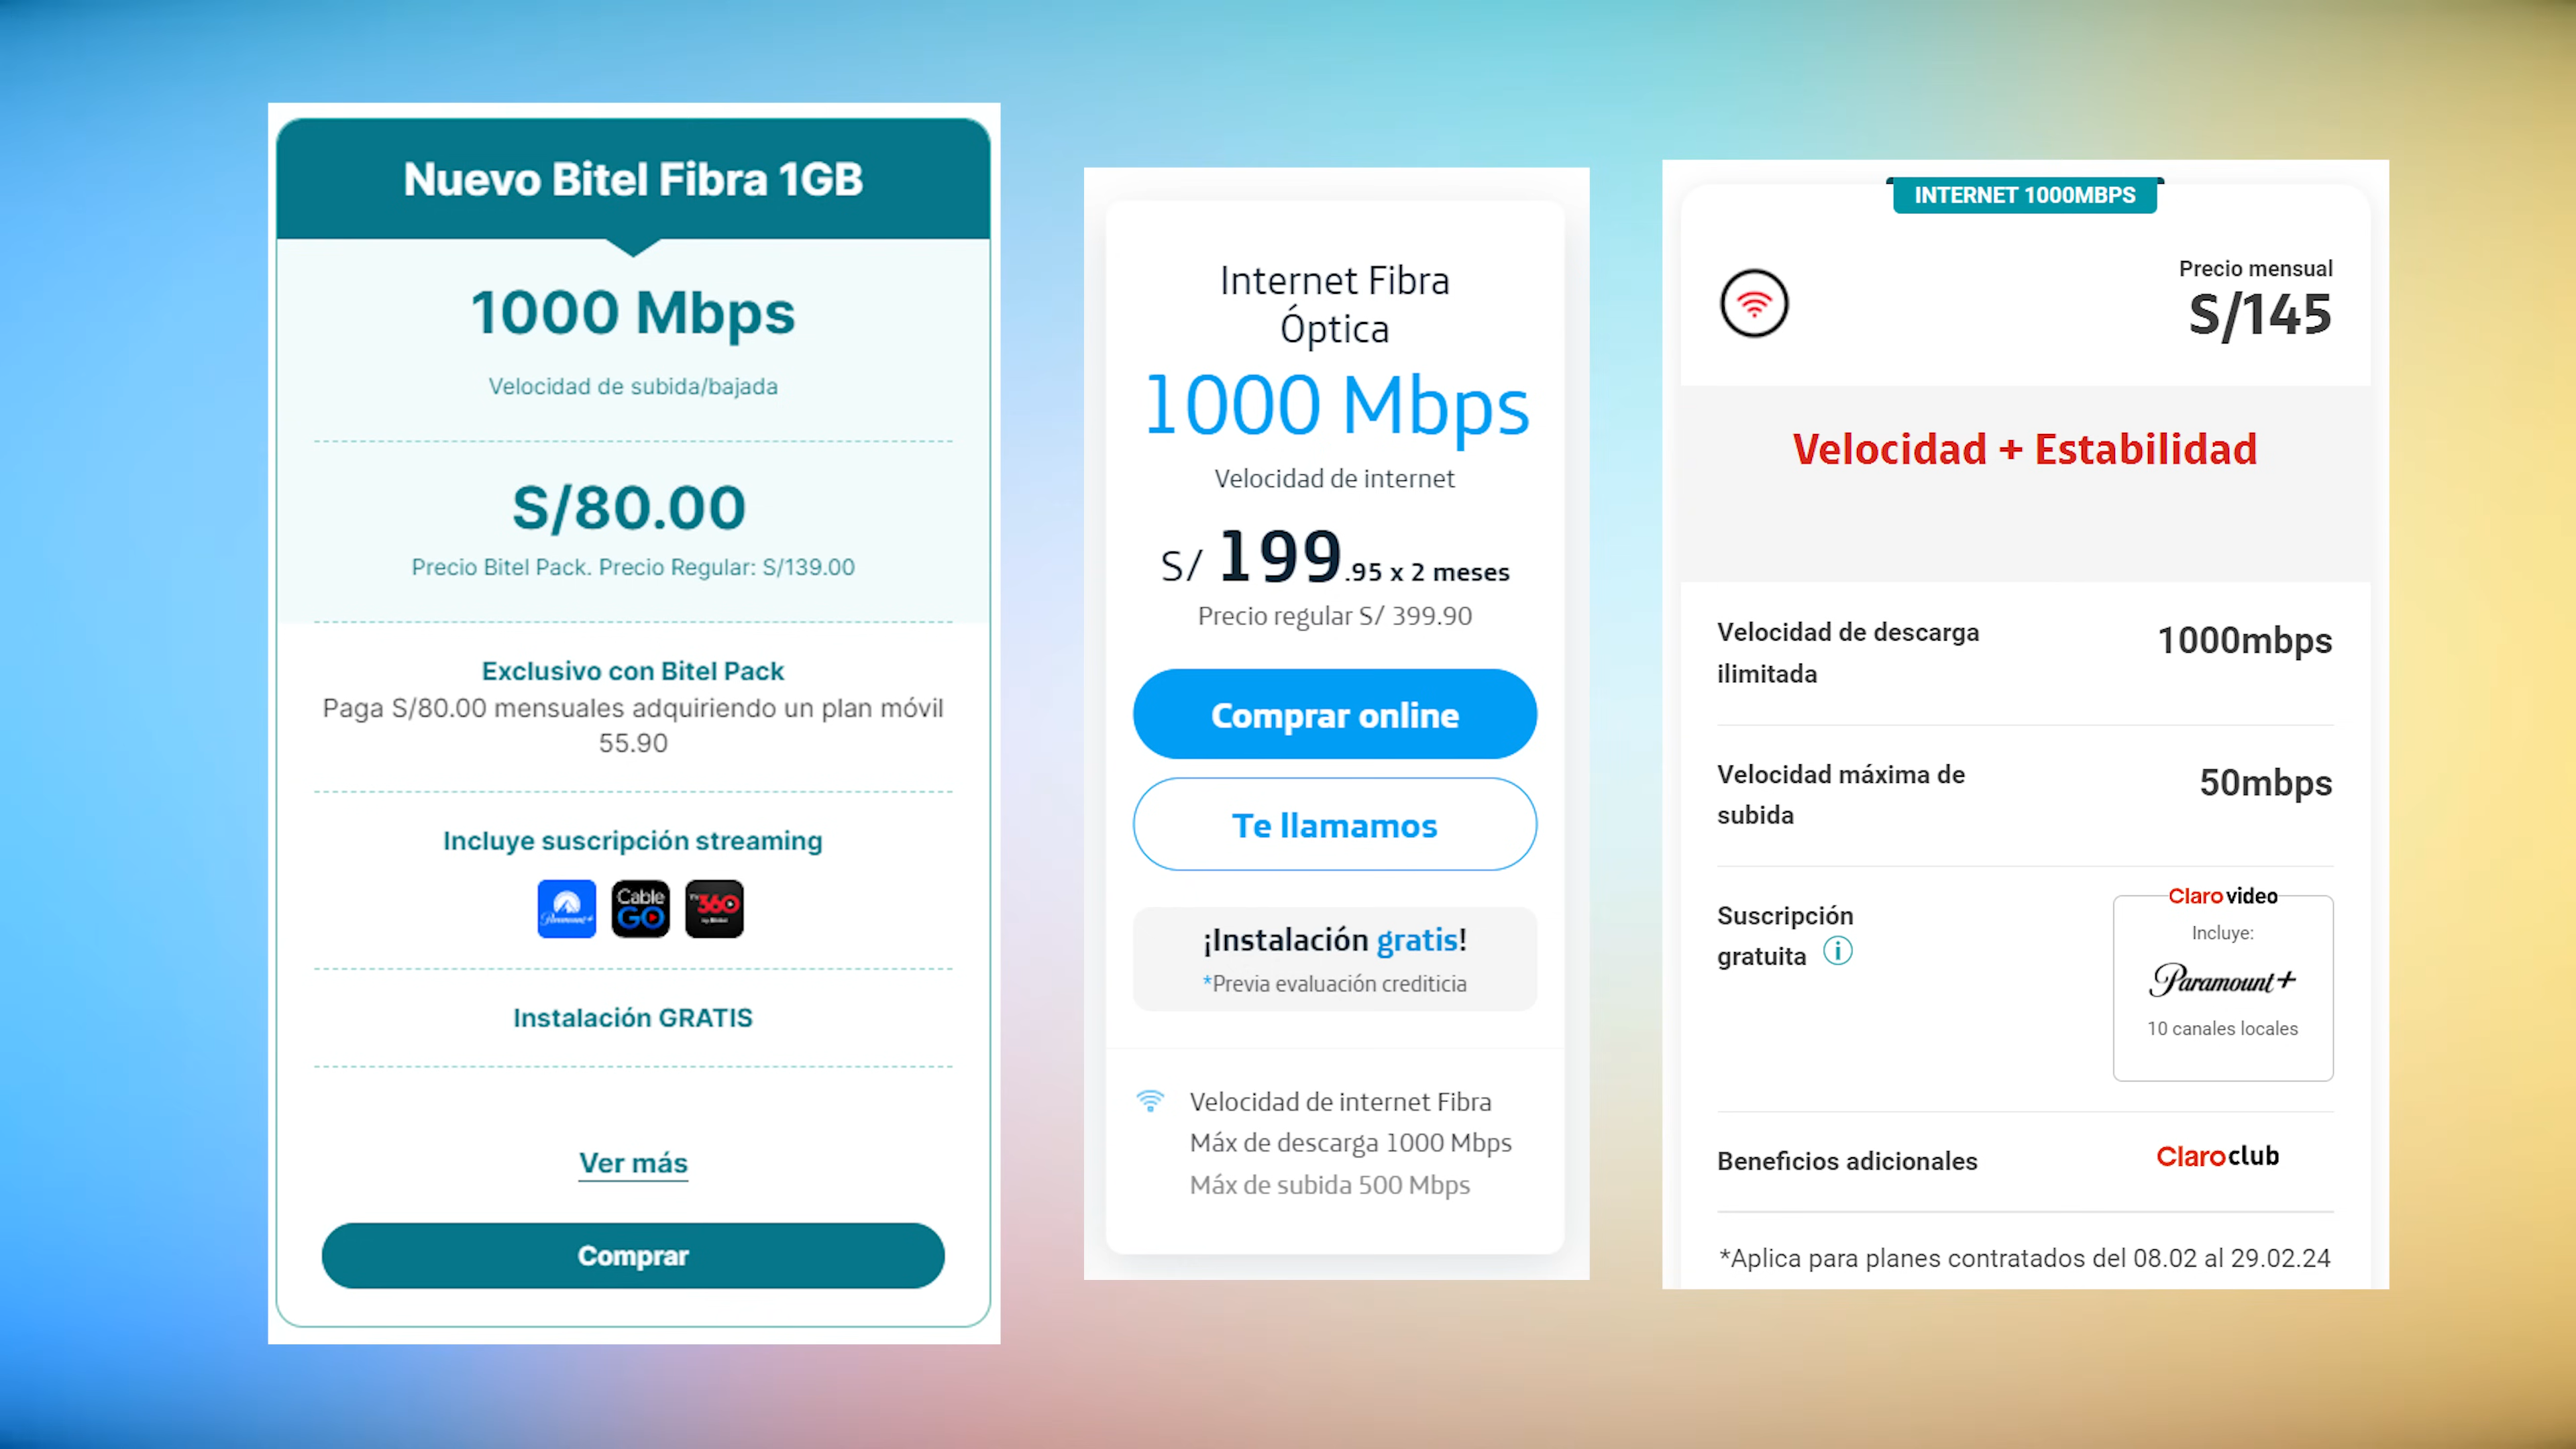 Nuevo Bitel Fibra 1GB
1000 Mbps
Velocidad de subida/bajada
S/80.00
Precio Bitel Pack. Precio Regular: S/139.00
Exclusivo con Bitel Pack
Paga S/80.00 mensuales adquiriendo un plan móvil
55.90
Incluye suscripción streaming
Paramount+
Cable
GO
TV360
Instalación GRATIS
Ver más
Comprar
Internet Fibra
Óptica
1000 Mbps
Velocidad de internet
S/ 199.95 x 2 meses
Precio regular S/ 399.90
Comprar online
Te llamamos
¡Instalación gratis!
*Previa evaluación crediticia
Velocidad de internet Fibra
Máx de descarga 1000 Mbps
Máx de subida 500 Mbps
INTERNET 1000MBPS
Precio mensual
S/145
Velocidad + Estabilidad
Velocidad de descarga
ilimitada
1000mbps
Velocidad máxima de
subida
50mbps
Suscripción
gratuita
Claro video
Incluye:
Paramount+
10 canales locales
Beneficios adicionales
Claro club
*Aplica para planes contratados del 08.02 al 29.02.24